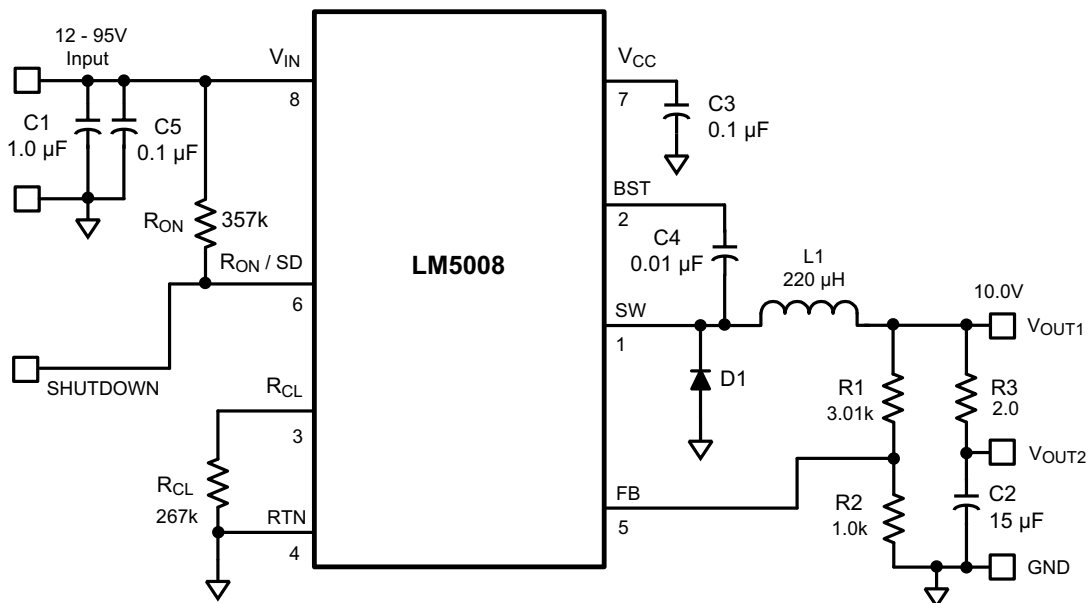 12 - 95V
Input
C1
1.0 µF
C5
0.1 µF
VIN
8
RON
357k
RON / SD
6
SHUTDOWN
RCL
3
RCL
267k
RTN
4
LM5008
VCC
7
C3
0.1 µF
BST
2
C4
0.01 µF
SW
1
L1
220 µH
D1
10.0V
VOUT1
R1
3.01k
R3
2.0
VOUT2
FB
5
R2
1.0k
C2
15 µF
GND